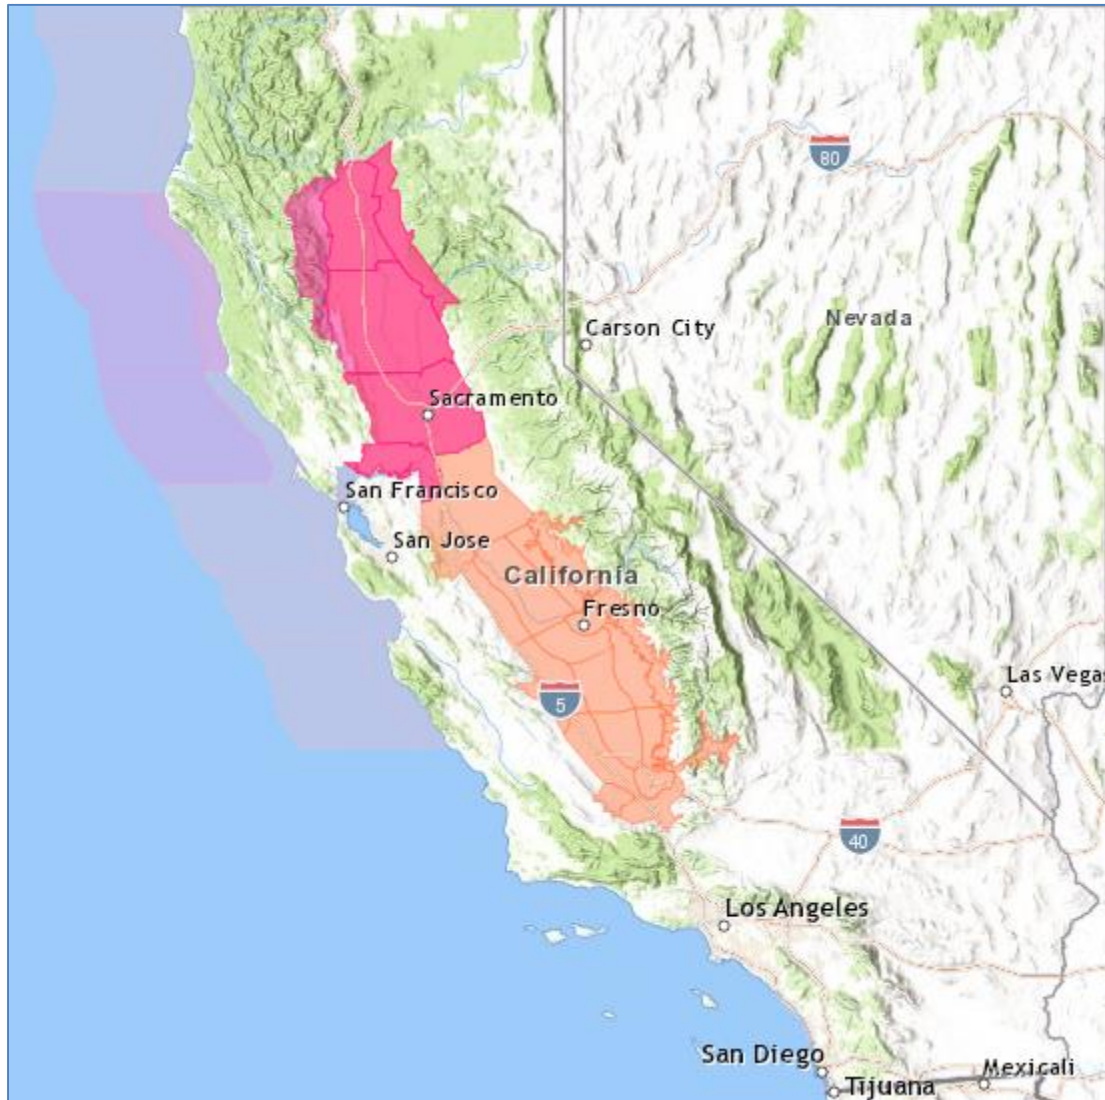 80
Nevada
Carson City
Sacramento
San Francisco
San Jose
California
Fresno
Las Vegas
5
40
Los Angeles
San Diego
Mexicali
Tijuana